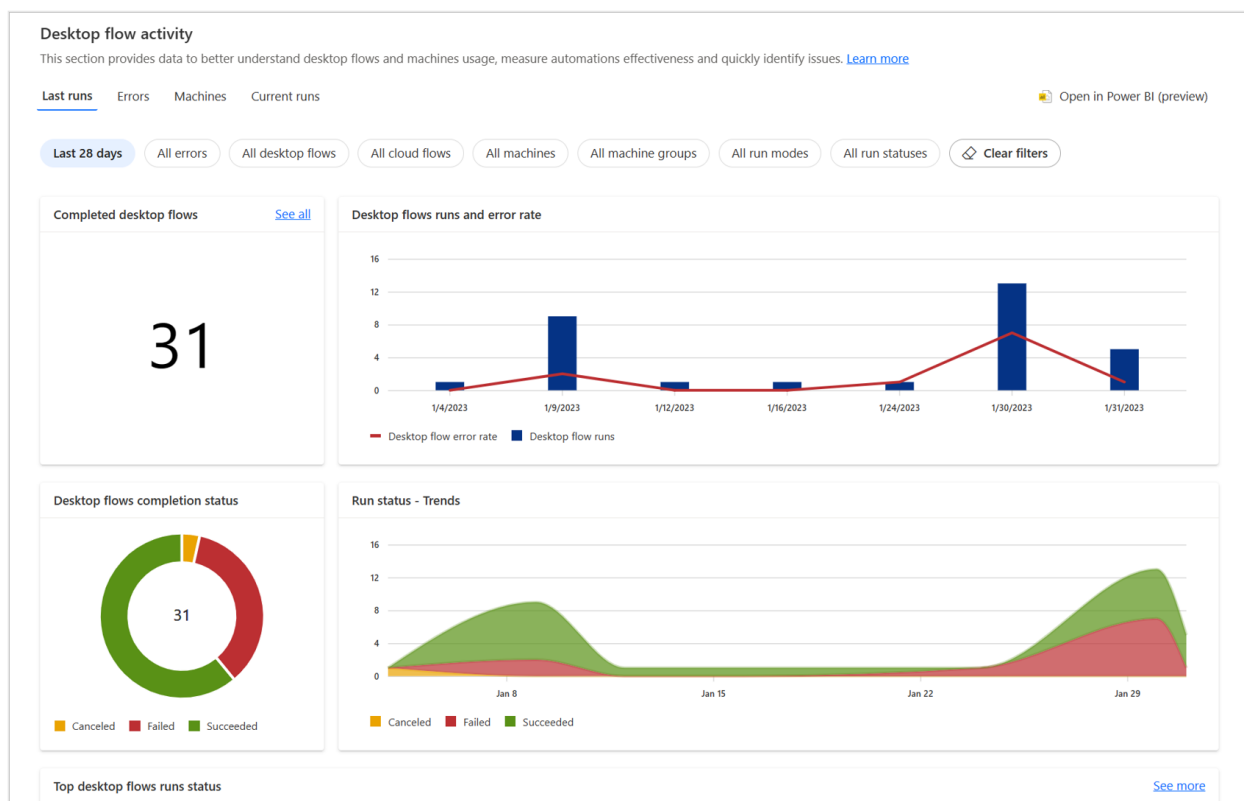 Desktop flow activity
This section provides data to better understand desktop flows and machines usage, measure automations effectiveness and quickly identify issues. Learn more
Last runs Errors Machines Current runs Open in Power BI (preview)
Last 28 days All errors All desktop flows All cloud flows All machines All machine groups All run modes All run statuses Clear filters
Completed desktop flows See all
31
Desktop flows runs and error rate
16
12
8
4
0
1/4/2023 1/9/2023 1/12/2023 1/16/2023 1/24/2023 1/30/2023 1/31/2023
Desktop flow error rate Desktop flow runs
Desktop flows completion status
31
Canceled Failed Succeeded
Run status - Trends
16
12
8
4
0
Jan 8 Jan 15 Jan 22 Jan 29
Canceled Failed Succeeded
Top desktop flows runs status See more